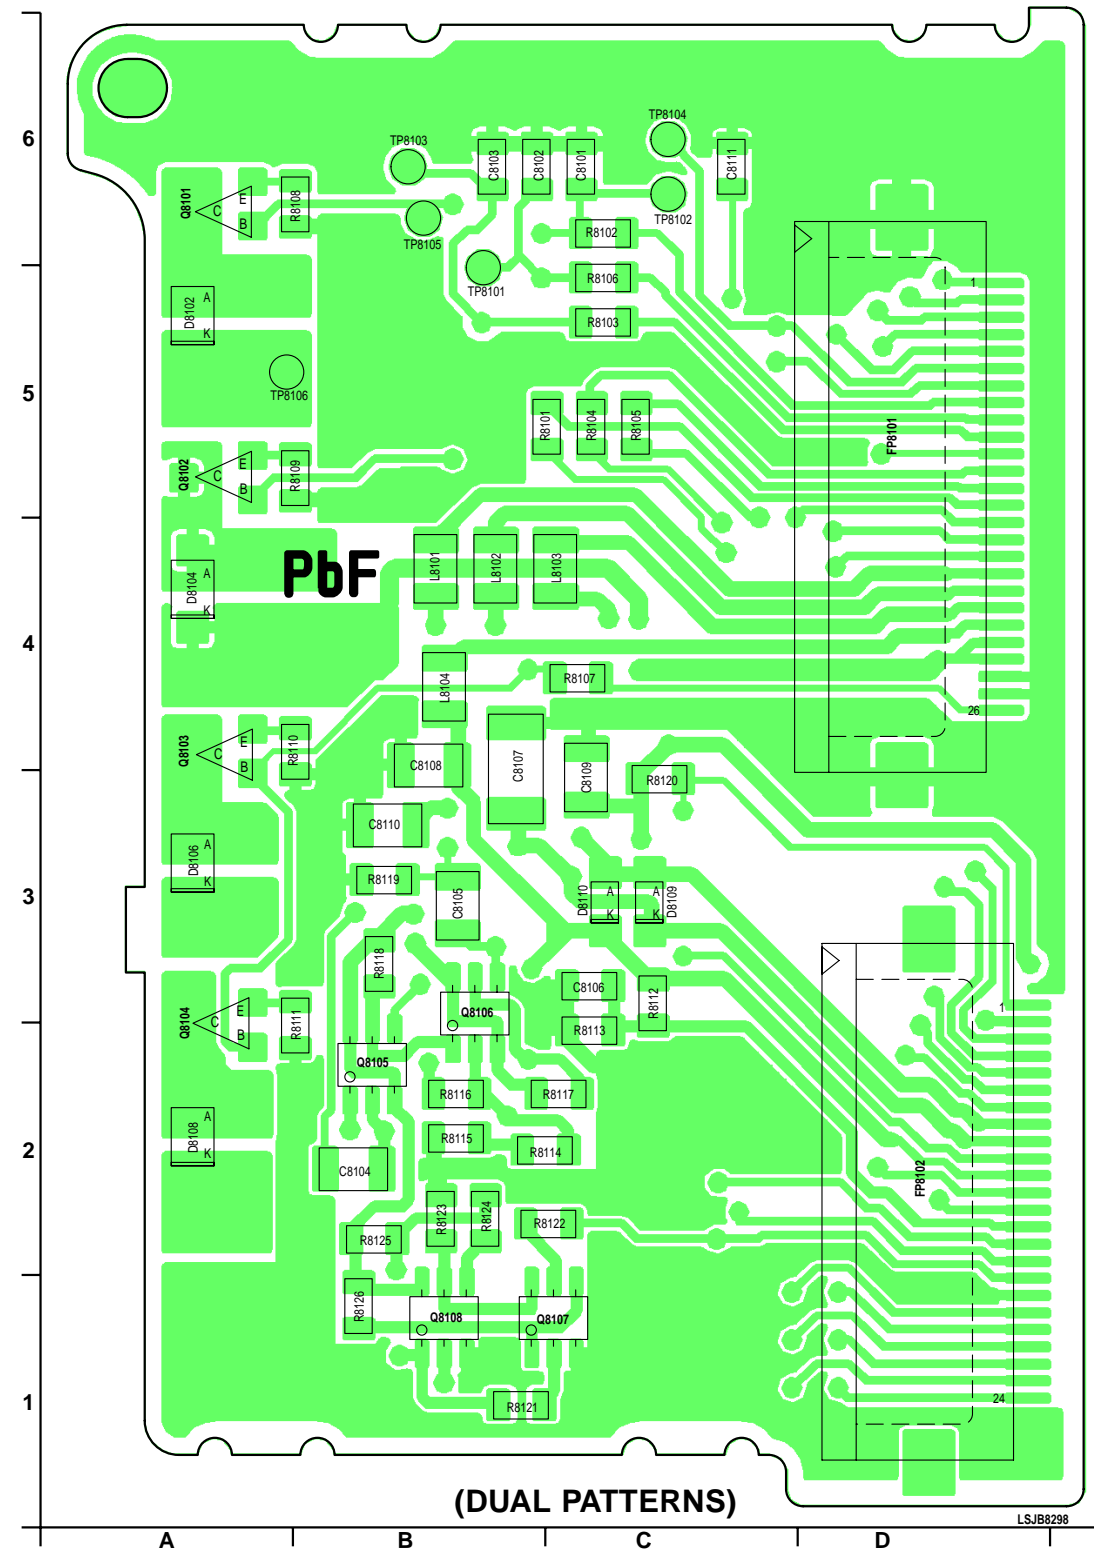 6
TP8104
TP8103
C8103
C8102
C8101
C8111
Q8101
C
E
B
R8108
TP8105
TP8102
R8102
TP8101
R8106
1
D8102
A
K
R8103
5
TP8106
R8101
R8104
R8105
FP8101
Q8102
C
E
B
R8109
PbF
L8101
L8102
L8103
D8104
A
K
4
L8104
R8107
26
Q8103
C
E
B
R8110
C8108
C8107
C8109
R8120
C8110
D8106
A
K
R8119
C8105
3
D8110
A
K
A
K
D8109
R8118
C8106
R8112
Q8106
1
Q8104
C
E
B
R8111
R8113
Q8105
R8116
R8117
D8108
A
K
R8115
R8114
2
C8104
FP8102
R8123
R8124
R8122
R8125
R8126
Q8108
Q8107
1
R8121
24
(DUAL PATTERNS)
LSJB8298
A
B
C
D